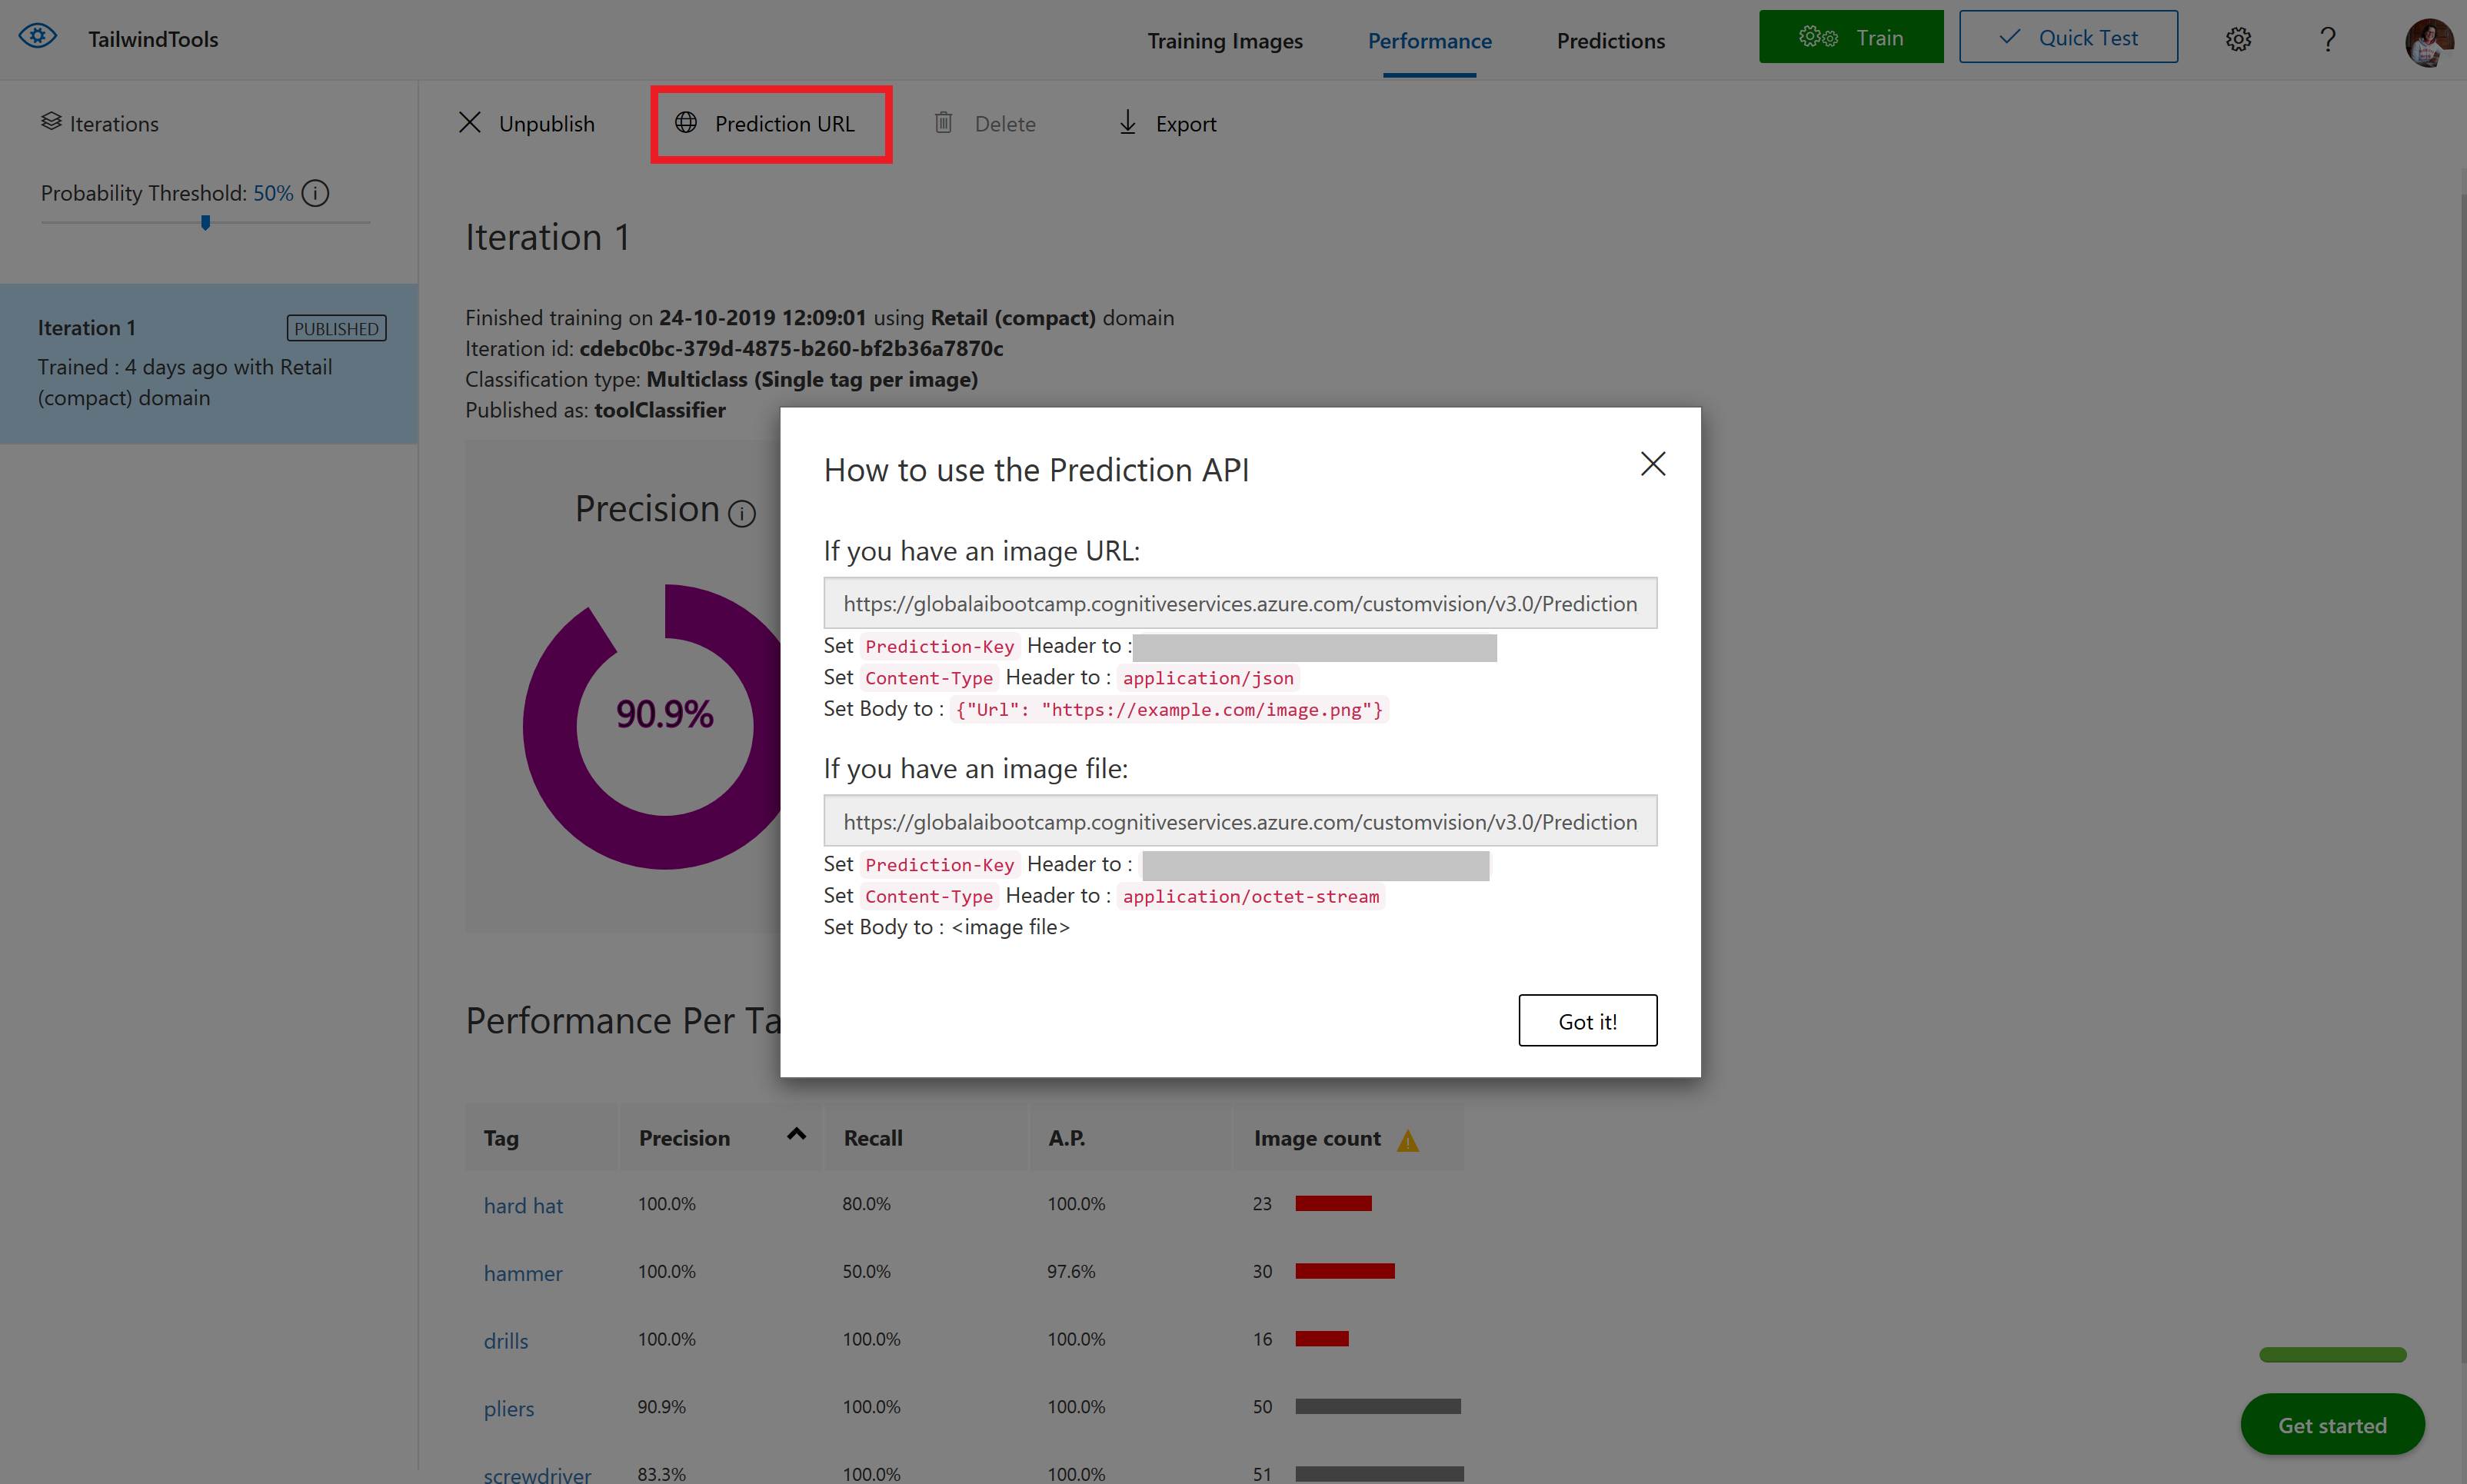 TailwindTools
Training Images
Performance
Predictions
Train
Quick Test
Iterations
Unpublish
Prediction URL
Delete
Export
Probability Threshold: 50%
Iteration 1
PUBLISHED
Trained : 4 days ago with Retail
(compact) domain
Iteration 1
Finished training on 24-10-2019 12:09:01 using Retail (compact) domain
Iteration id: cdebc0bc-379d-4875-b260-bf2b36a7870c
Classification type: Multiclass (Single tag per image)
Published as: toolClassifier
Precision
90.9%
How to use the Prediction API
If you have an image URL:
https://globalaibootcamp.cognitiveservices.azure.com/customvision/v3.0/Prediction
Set Prediction-Key Header to :
Set Content-Type Header to : application/json
Set Body to : {"Url": "https://example.com/image.png"}
If you have an image file:
https://globalaibootcamp.cognitiveservices.azure.com/customvision/v3.0/Prediction
Set Prediction-Key Header to :
Set Content-Type Header to : application/octet-stream
Set Body to : <image file>
Got it!
Performance Per Ta
Tag Precision Recall A.P. Image count
hard hat 100.0% 80.0% 100.0% 23
hammer 100.0% 50.0% 97.6% 30
drills 100.0% 100.0% 100.0% 16
pliers 90.9% 100.0% 100.0% 50
screwdriver 83.3% 100.0% 100.0% 51
Get started